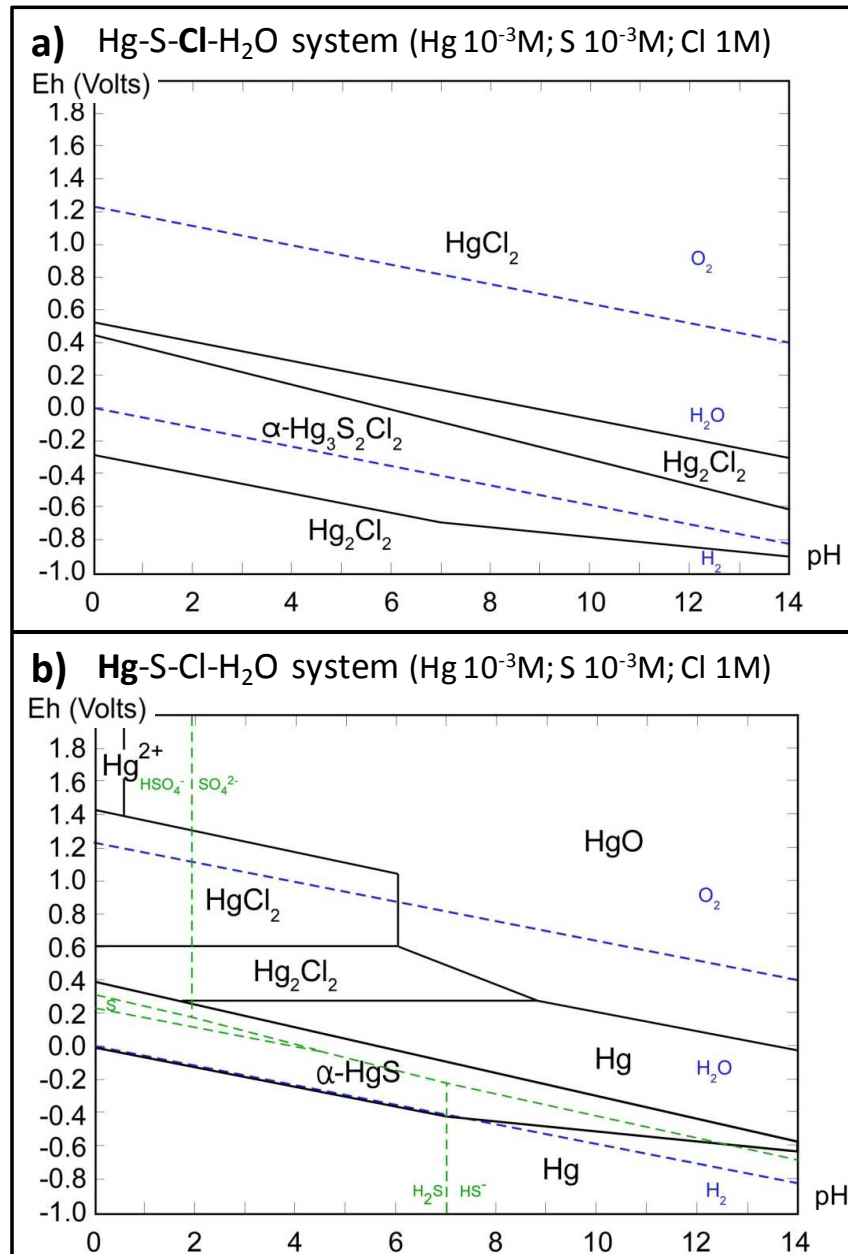 a) Hg-S-Cl-H₂O system (Hg 10⁻³M; S 10⁻³M; Cl 1M)
Eh (Volts)
1.8
1.6
1.4
1.2
1.0
0.8
0.6
0.4
0.2
0.0
-0.2
-0.4
-0.6
-0.8
-1.0
HgCl₂
O₂
H₂O
α-Hg₃S₂Cl₂
Hg₂Cl₂
Hg₂Cl₂
H₂
pH
0 2 4 6 8 10 12 14
b) Hg-S-Cl-H₂O system (Hg 10⁻³M; S 10⁻³M; Cl 1M)
Eh (Volts)
1.8
1.6
1.4
1.2
1.0
0.8
0.6
0.4
0.2
0.0
-0.2
-0.4
-0.6
-0.8
-1.0
Hg²⁺
HSO₄⁻ SO₄²⁻
HgO
O₂
HgCl₂
Hg₂Cl₂
S
Hg
H₂O
α-HgS
Hg
H₂S HS⁻
H₂
pH
0 2 4 6 8 10 12 14